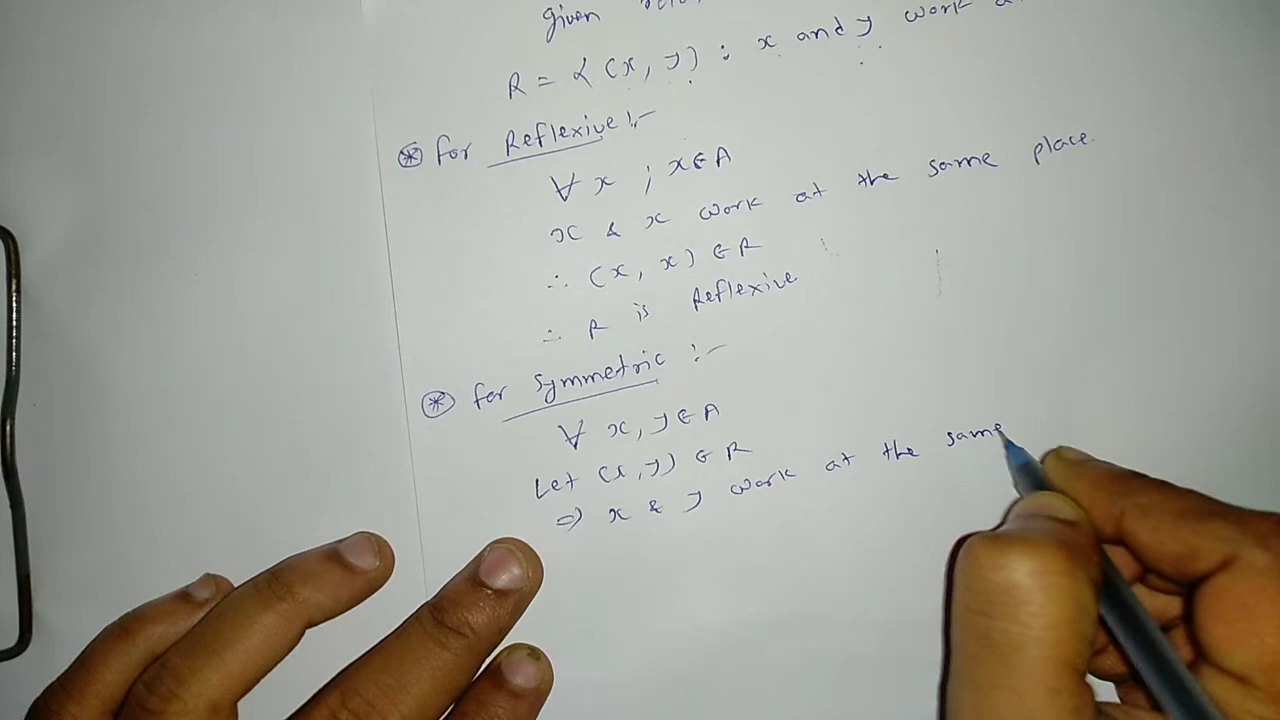 given
R = { (x, y) : x and y work
⊛ for Reflexive :-
∀ x ; x ∈ A
x & x work at the same place.
∴ (x, x) ∈ R
∴ R is Reflexive
⊛ for Symmetric :-
∀ x, y ∈ A
Let (x, y) ∈ R
⇒ x & y work at the same